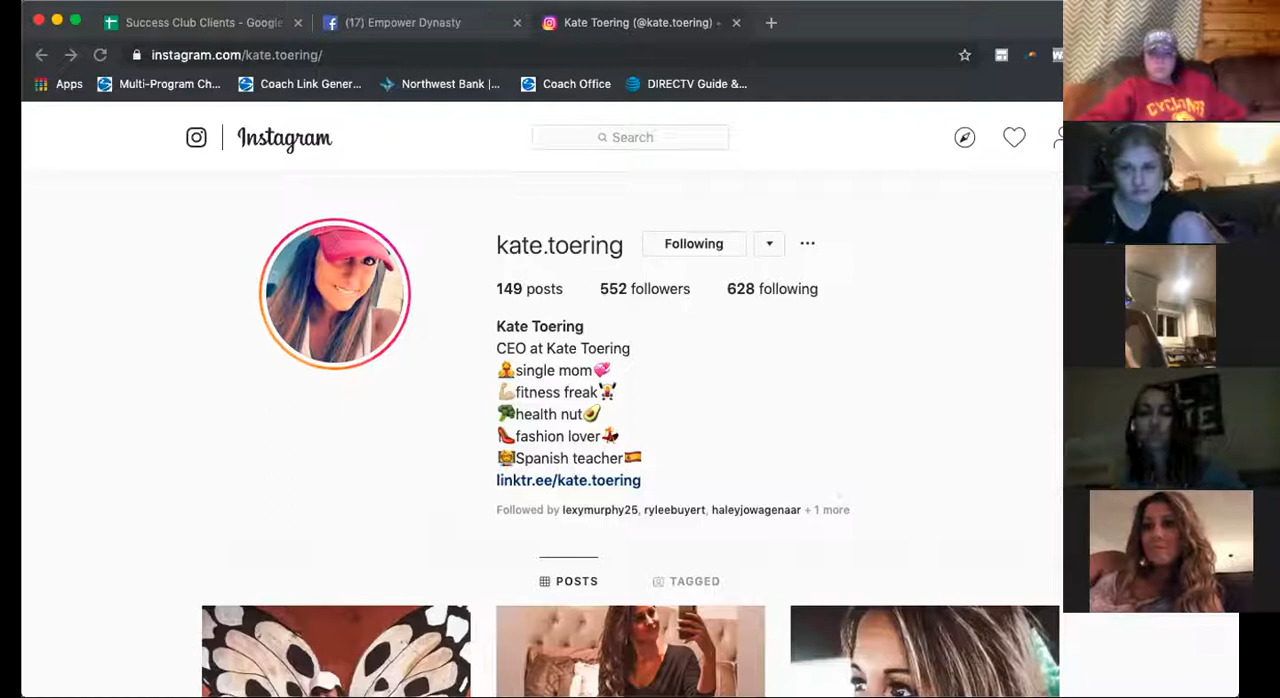 Success Club Clients - Google
(17) Empower Dynasty
Kate Toering (@kate.toering)
instagram.com/kate.toering/
Apps
Multi-Program Ch...
Coach Link Gener...
Northwest Bank |...
Coach Office
DIRECTV Guide &...
Instagram
Search
kate.toering
Following
149 posts 552 followers 628 following
Kate Toering
CEO at Kate Toering
single mom
fitness freak
health nut
fashion lover
Spanish teacher
linktr.ee/kate.toering
Followed by lexymurphy25, ryleebuyert, haleyjowagenaar + 1 more
POSTS TAGGED
CYCLONES